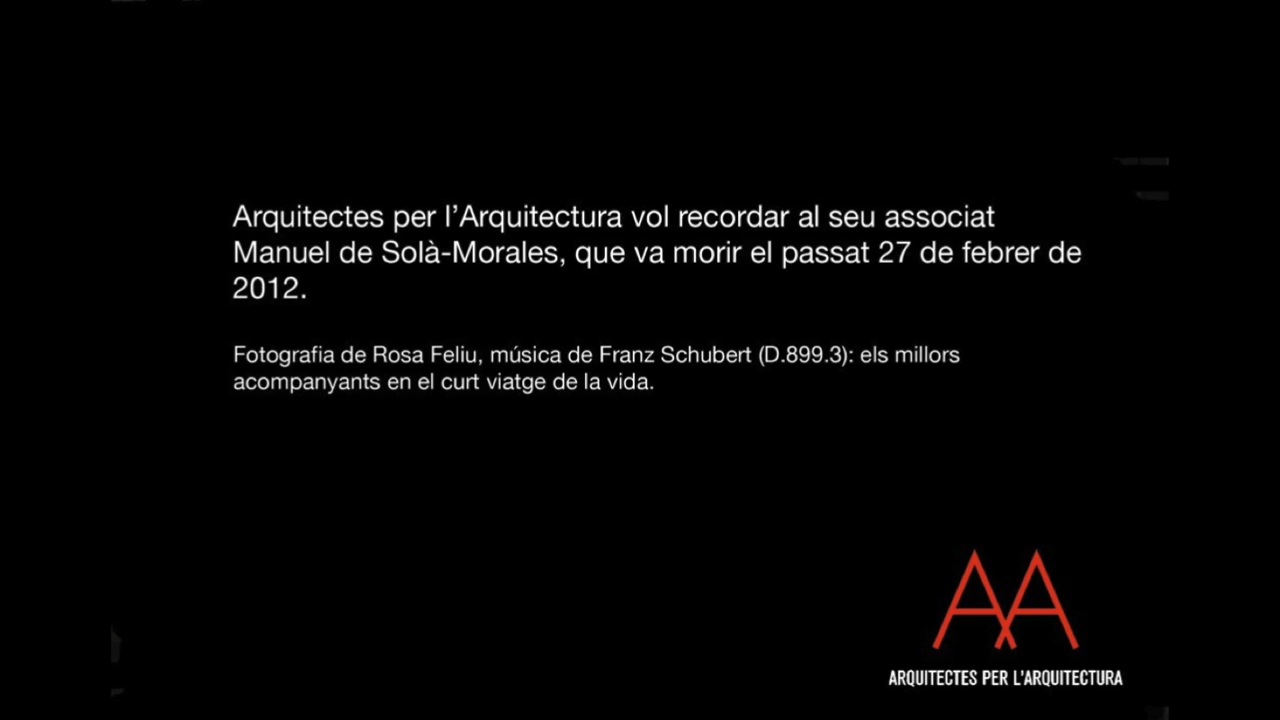 Arquitectes per l’Arquitectura vol recordar al seu associat
Manuel de Solà-Morales, que va morir el passat 27 de febrer de
2012.
Fotografia de Rosa Feliu, música de Franz Schubert (D.899.3): els millors
acompanyants en el curt viatge de la vida.
AA
ARQUITECTES PER L'ARQUITECTURA